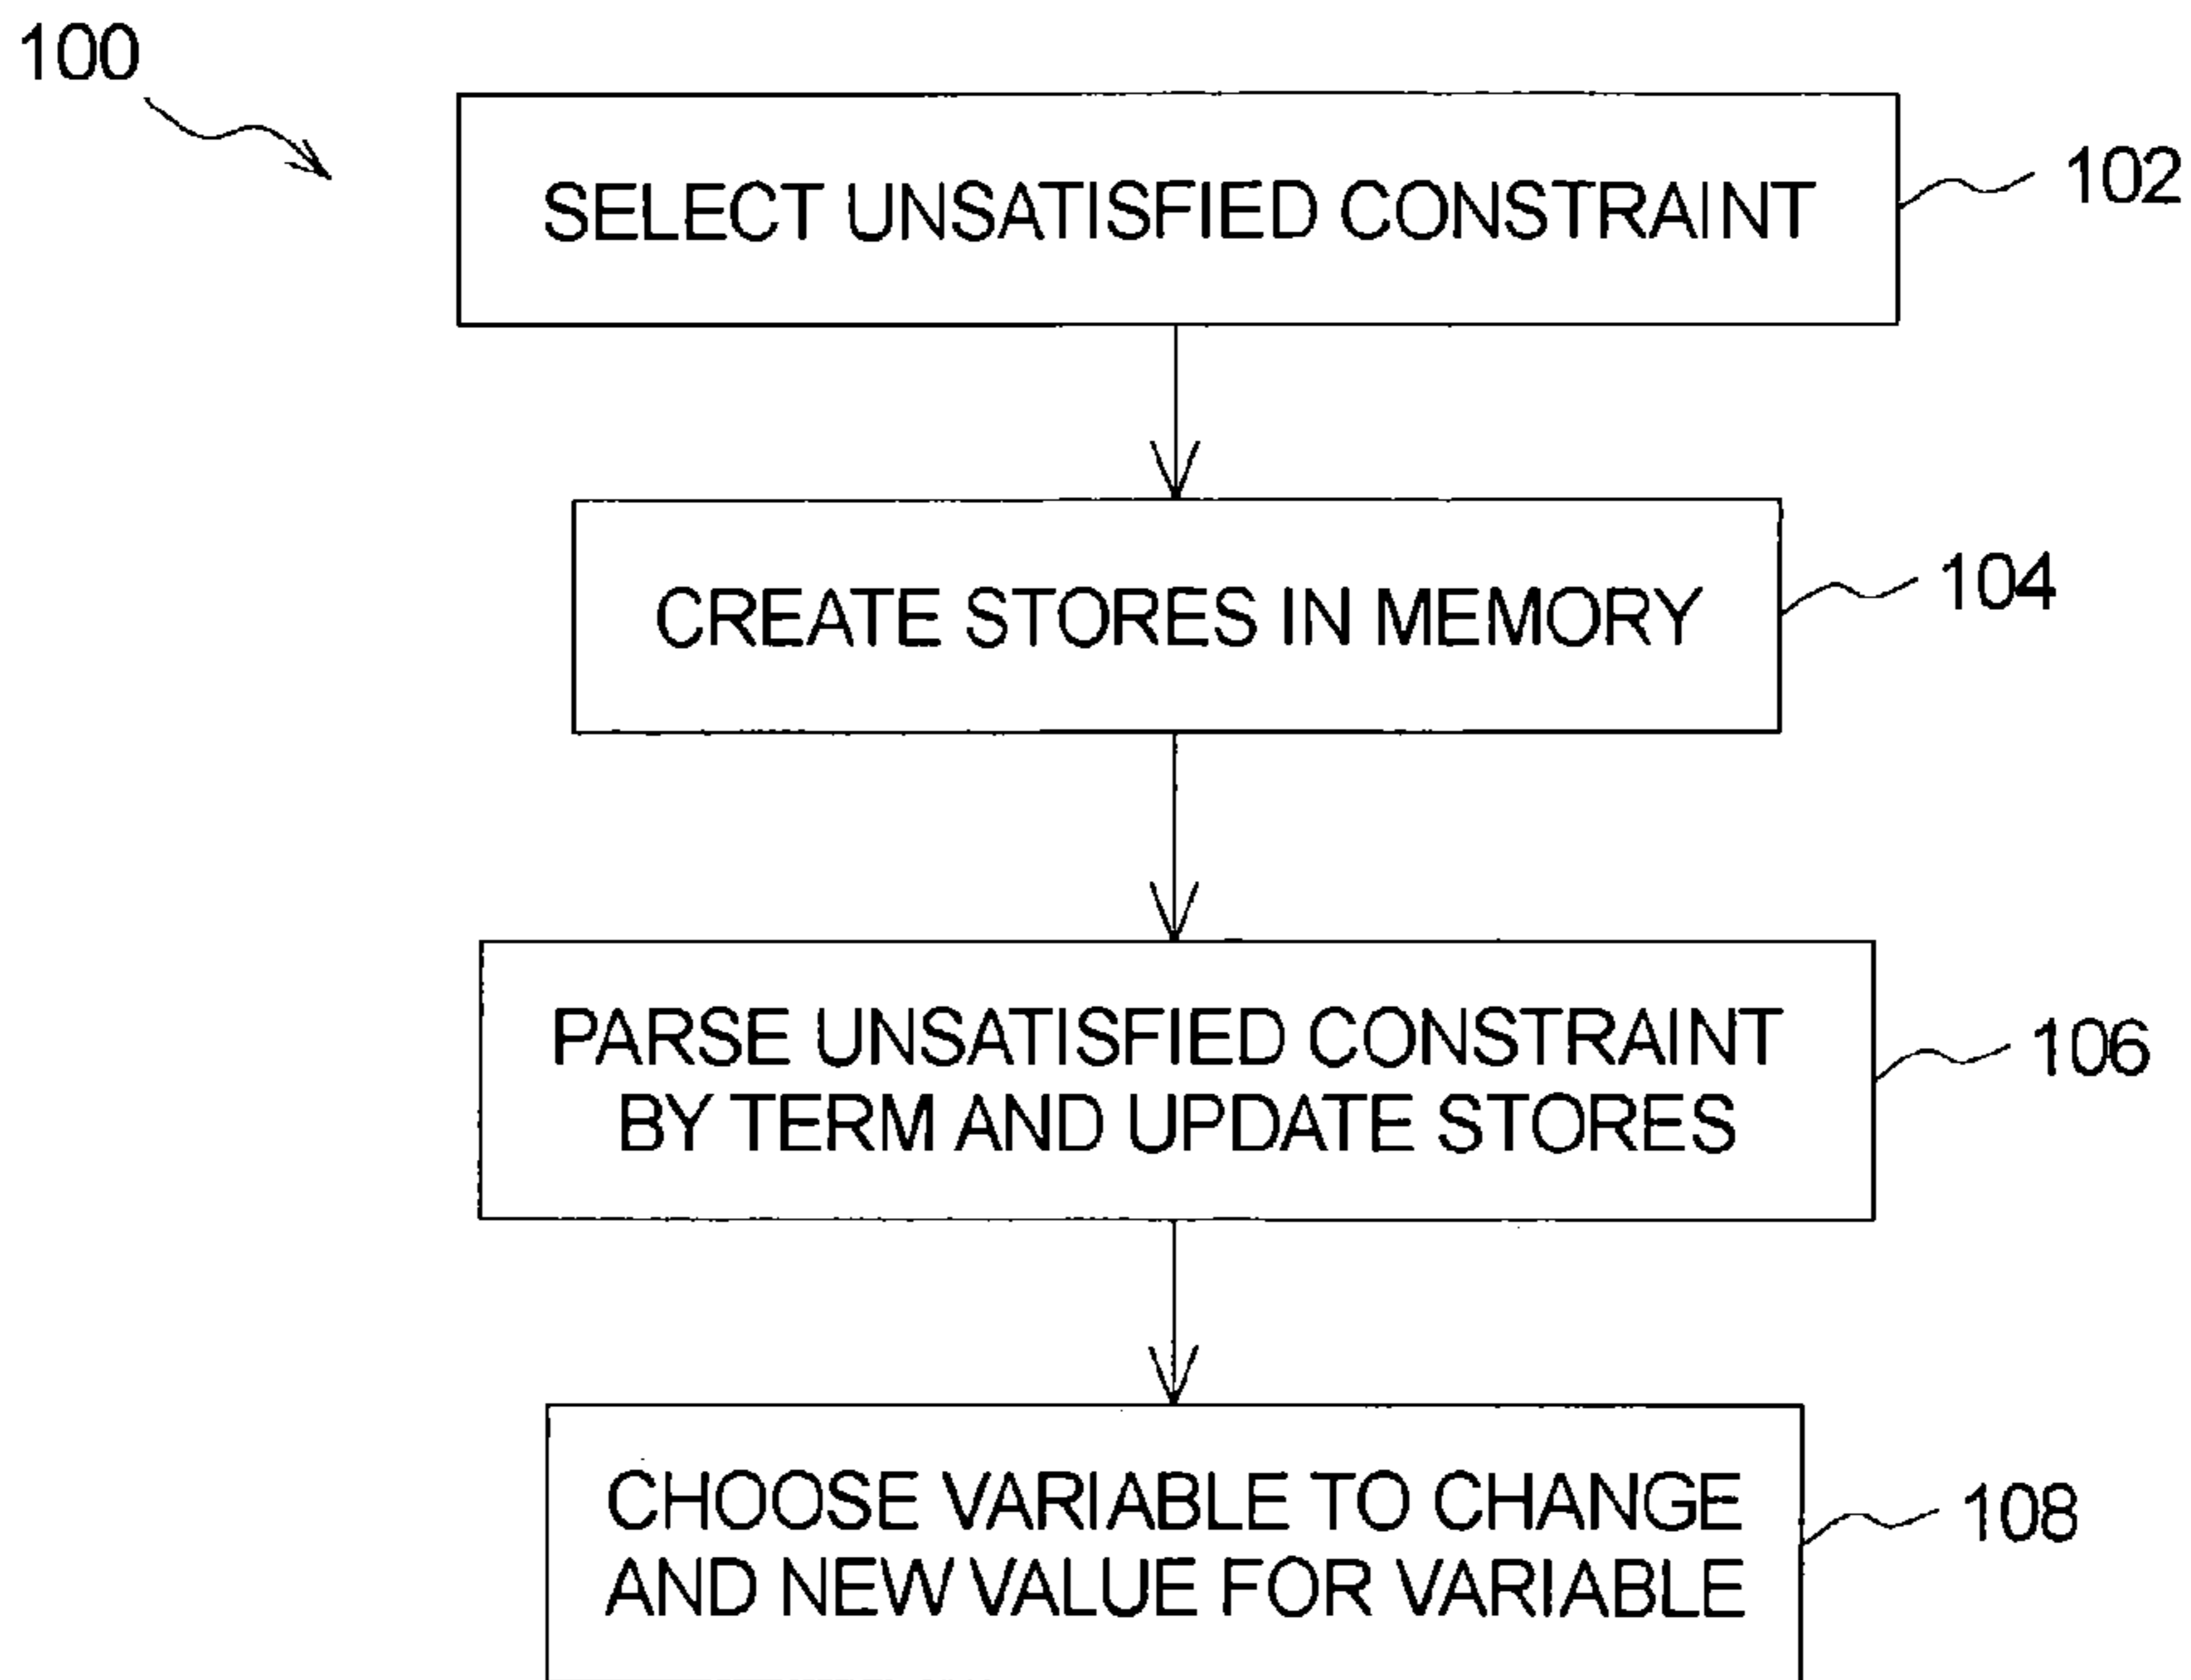 100
SELECT UNSATISFIED CONSTRAINT
102
CREATE STORES IN MEMORY
104
PARSE UNSATISFIED CONSTRAINT
BY TERM AND UPDATE STORES
106
CHOOSE VARIABLE TO CHANGE
AND NEW VALUE FOR VARIABLE
108